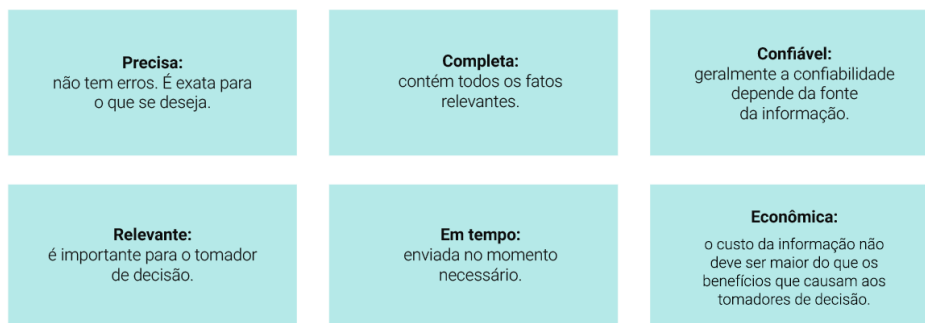 Precisa:
não tem erros. É exata para
o que se deseja.
Completa:
contém todos os fatos
relevantes.
Confiável:
geralmente a confiabilidade
depende da fonte
da informação.
Relevante:
é importante para o tomador
de decisão.
Em tempo:
enviada no momento
necessário.
Econômica:
o custo da informação não
deve ser maior do que os
benefícios que causam aos
tomadores de decisão.